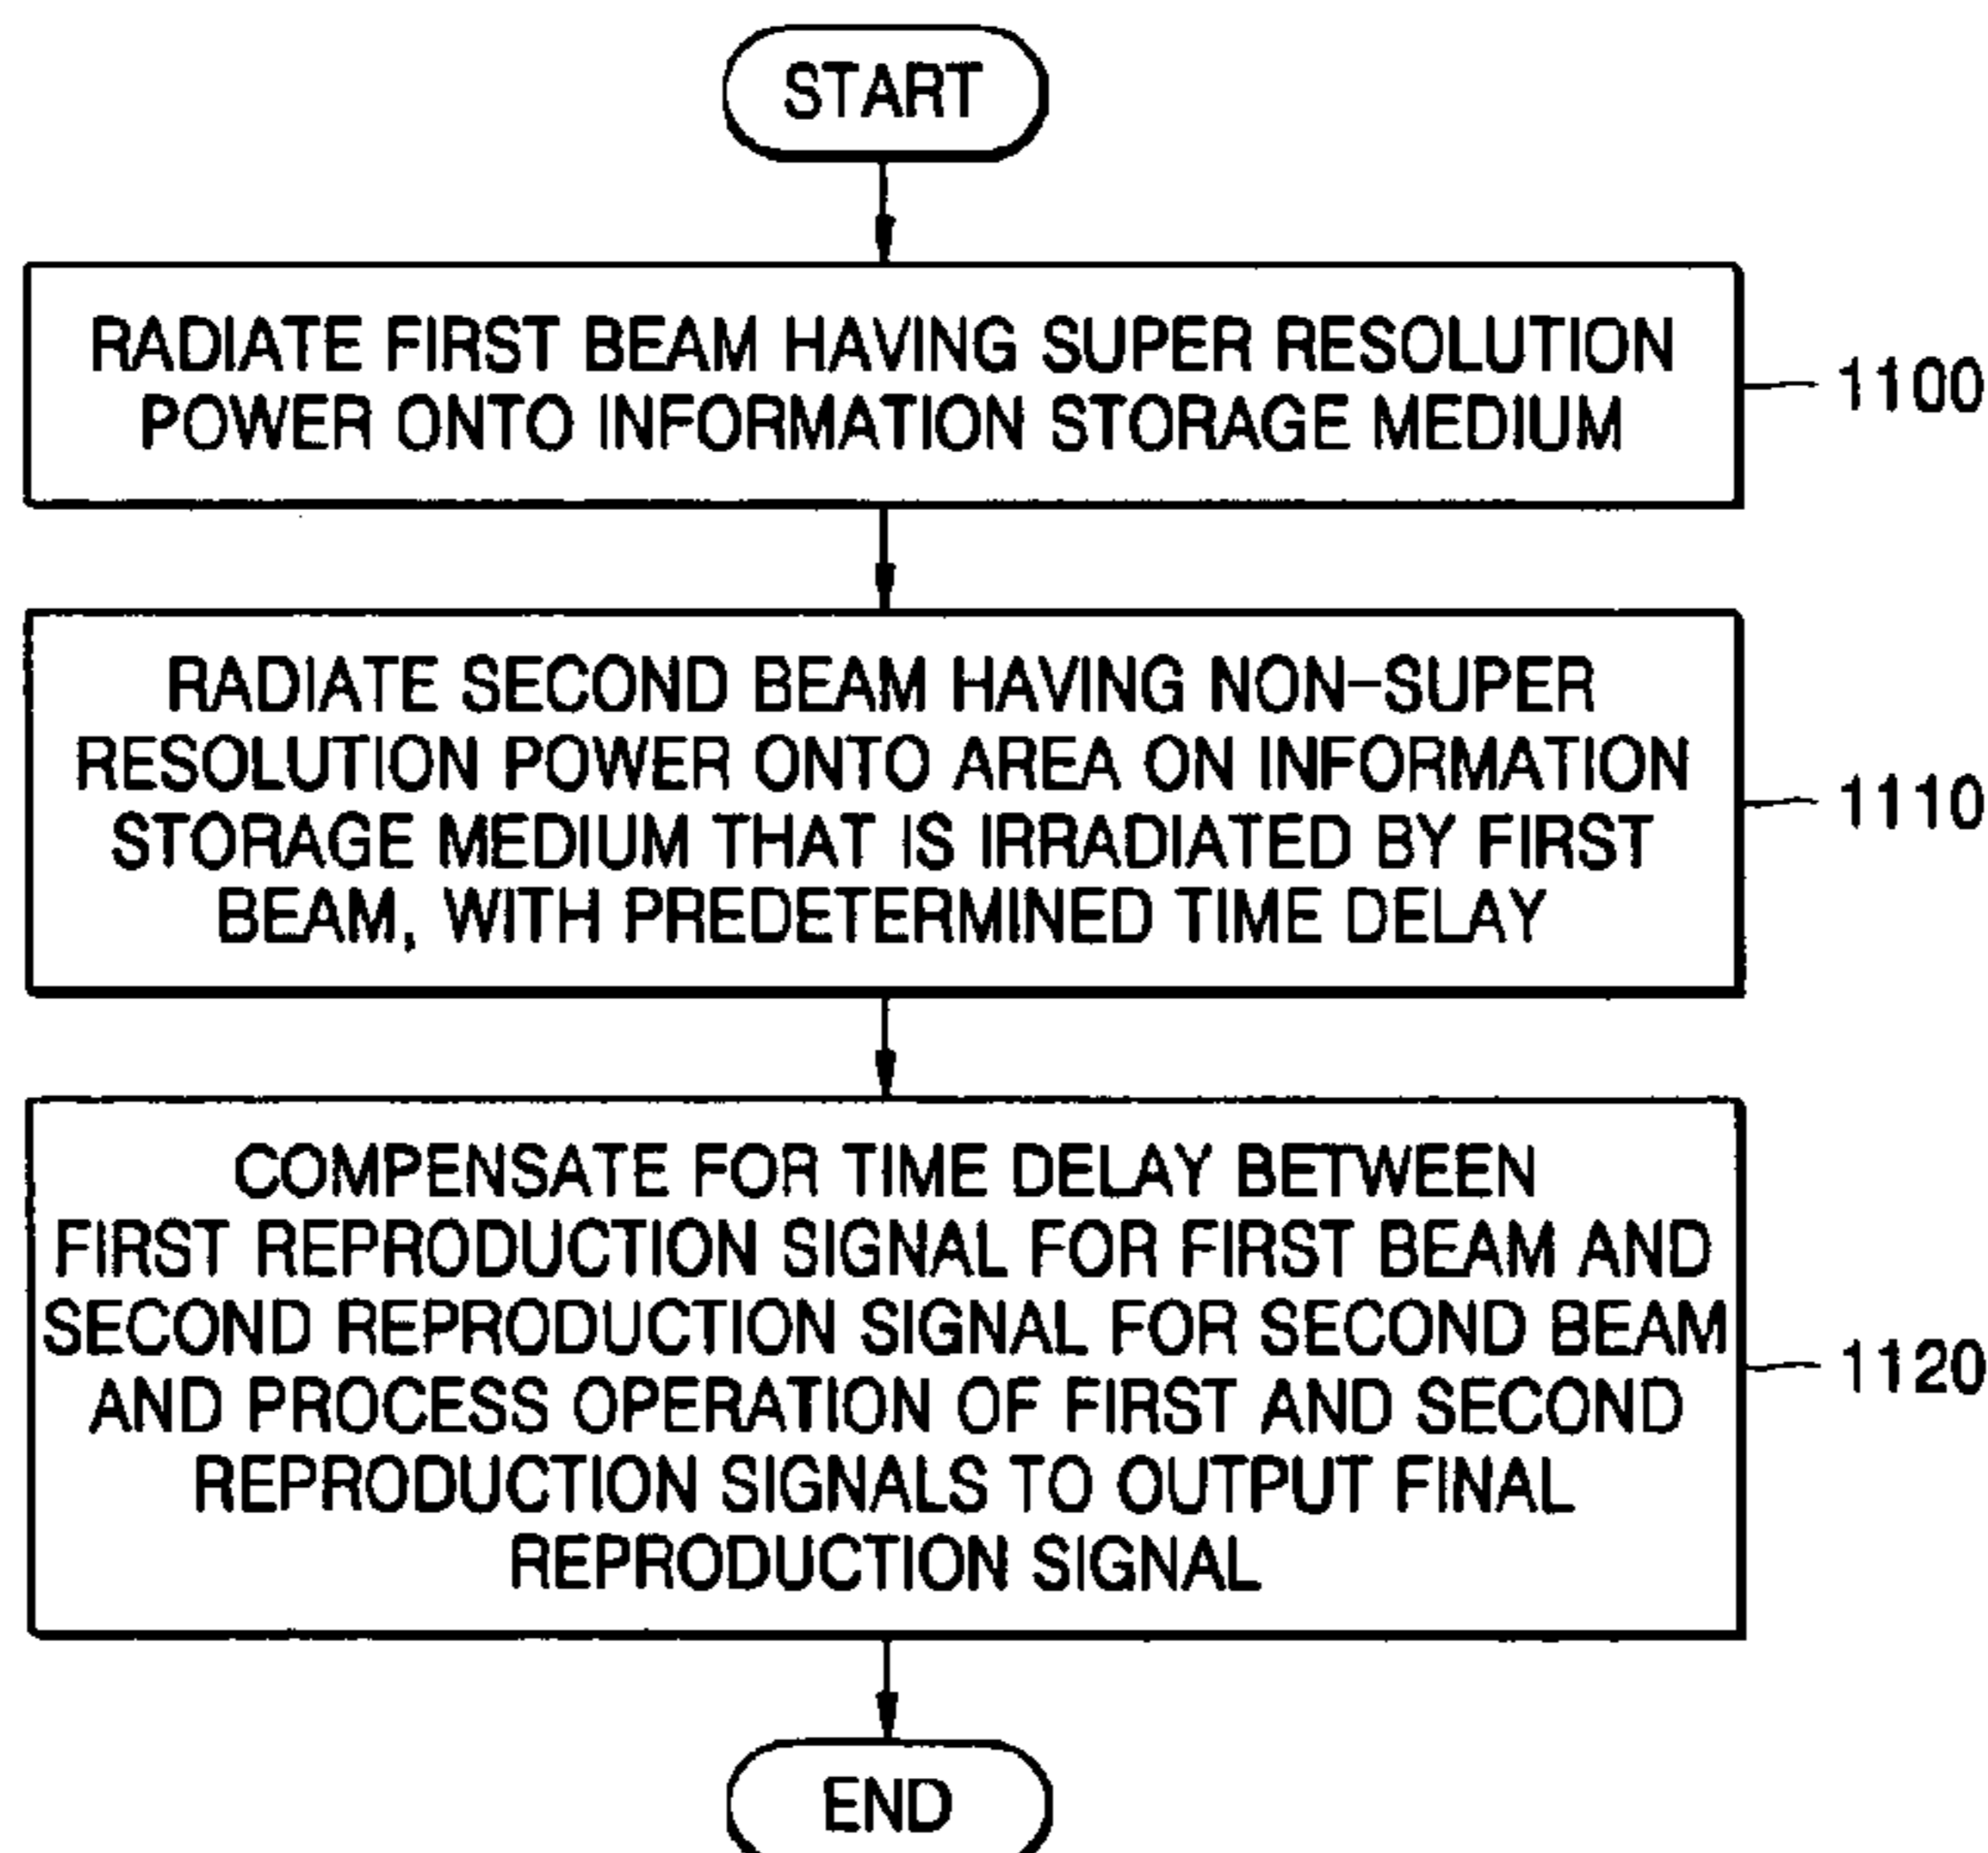 START
RADIATE FIRST BEAM HAVING SUPER RESOLUTION
POWER ONTO INFORMATION STORAGE MEDIUM
1100
RADIATE SECOND BEAM HAVING NON-SUPER
RESOLUTION POWER ONTO AREA ON INFORMATION
STORAGE MEDIUM THAT IS IRRADIATED BY FIRST
BEAM, WITH PREDETERMINED TIME DELAY
1110
COMPENSATE FOR TIME DELAY BETWEEN
FIRST REPRODUCTION SIGNAL FOR FIRST BEAM AND
SECOND REPRODUCTION SIGNAL FOR SECOND BEAM
AND PROCESS OPERATION OF FIRST AND SECOND
REPRODUCTION SIGNALS TO OUTPUT FINAL
REPRODUCTION SIGNAL
1120
END